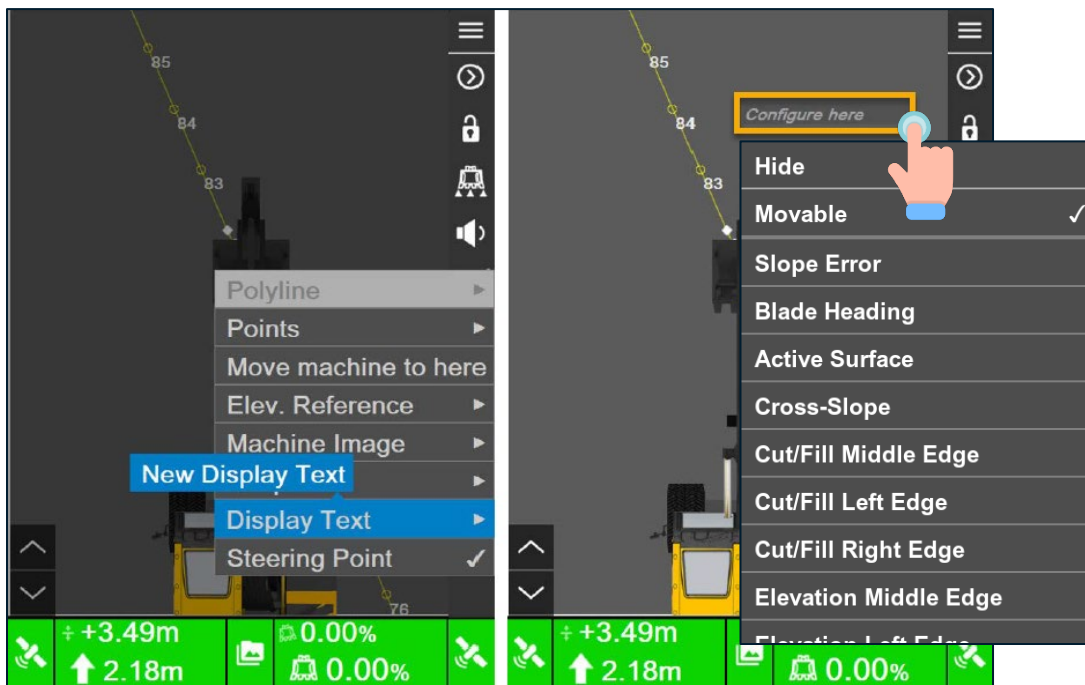 85
84
83
Polyline
Points
Move machine to here
Elev. Reference
Machine Image
New Display Text
Display Text
Steering Point
76
+3.49m
2.18m
0.00%
0.00%
85
84
83
Configure here
Hide
Movable
Slope Error
Blade Heading
Active Surface
Cross-Slope
Cut/Fill Middle Edge
Cut/Fill Left Edge
Cut/Fill Right Edge
Elevation Middle Edge
Elevation Left Edge
+3.49m
2.18m
0.00%